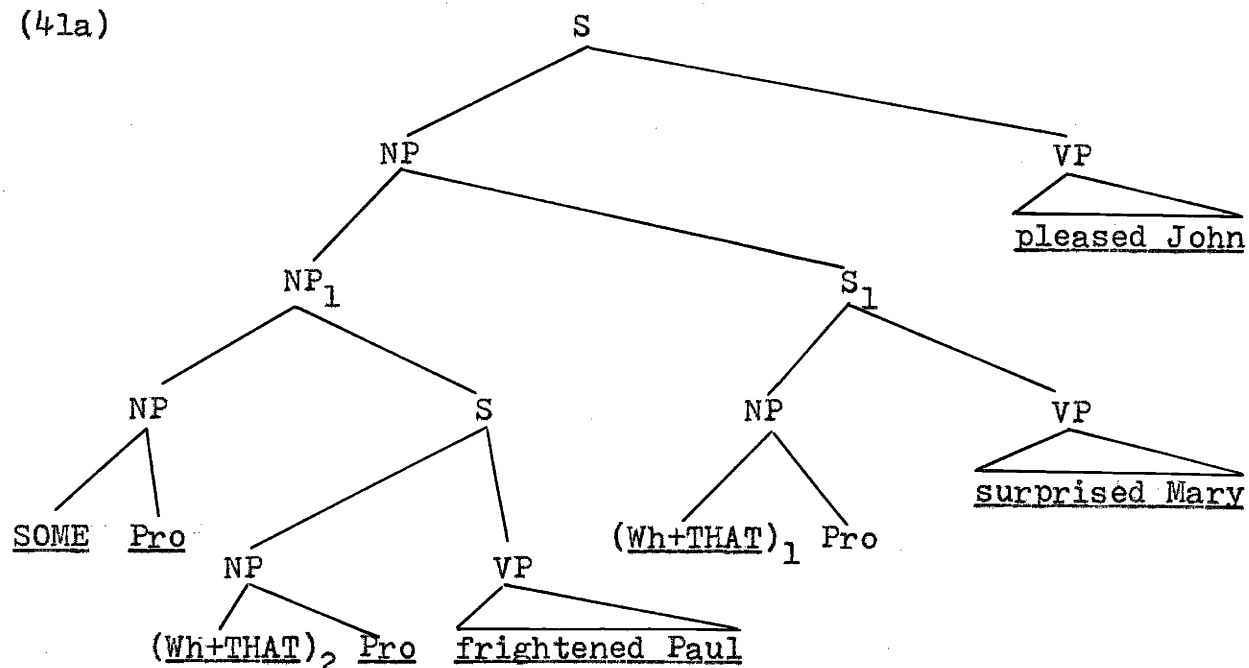 (41a)
S
NP VP
pleased John
NP1 S1
NP S NP VP
surprised Mary
SOME Pro (Wh+THAT)1 Pro
NP VP
(Wh+THAT)2 Pro frightened Paul